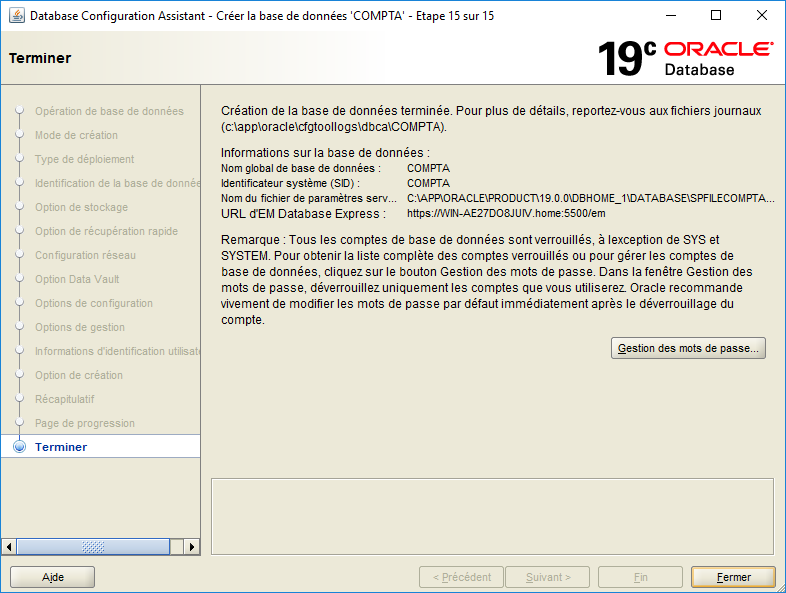 Database Configuration Assistant - Créer la base de données 'COMPTA' - Etape 15 sur 15
Terminer
19c ORACLE
Database
Opération de base de données
Mode de création
Type de déploiement
Identification de la base de donnée
Option de stockage
Option de récupération rapide
Configuration réseau
Option Data Vault
Options de configuration
Options de gestion
Informations d'identification utilisate
Option de création
Récapitulatif
Page de progression
Terminer
Création de la base de données terminée. Pour plus de détails, reportez-vous aux fichiers journaux
(c:\app\oracle\cfgtoollogs\dbca\COMPTA).
Informations sur la base de données :
Nom global de base de données : COMPTA
Identificateur système (SID) : COMPTA
Nom du fichier de paramètres serv... C:\APP\ORACLE\PRODUCT\19.0.0\DBHOME_1\DATABASE\SPFILECOMPTA...
URL d'EM Database Express : https://WIN-AE27DO8JUIV.home:5500/em
Remarque : Tous les comptes de base de données sont verrouillés, à lexception de SYS et
SYSTEM. Pour obtenir la liste complète des comptes verrouillés ou pour gérer les comptes de
base de données, cliquez sur le bouton Gestion des mots de passe. Dans la fenêtre Gestion des
mots de passe, déverrouillez uniquement les comptes que vous utiliserez. Oracle recommande
vivement de modifier les mots de passe par défaut immédiatement après le déverrouillage du
compte.
Gestion des mots de passe...
Aide
< Précédent
Suivant >
Fin
Fermer